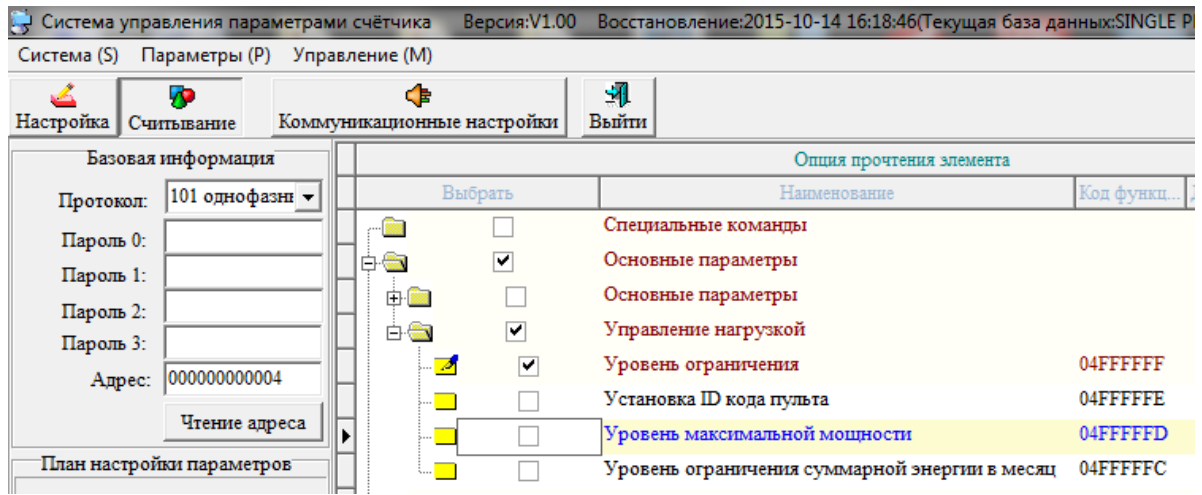 Система управления параметрами счётчика Версия:V1.00 Восстановление:2015-10-14 16:18:46(Текущая база данных:SINGLE
Система (S) Параметры (P) Управление (M)
Настройка Считывание Коммуникационные настройки Выйти
Базовая информация
Протокол: 101 однофазн
Пароль 0:
Пароль 1:
Пароль 2:
Пароль 3:
Адрес: 000000000004
Чтение адреса
План настройки параметров
Опция прочтения элемента
Выбрать Наименование Код функц...
Специальные команды
Основные параметры
Основные параметры
Управление нагрузкой
Уровень ограничения 04FFFFFF
Установка ID кода пульта 04FFFFFE
Уровень максимальной мощности 04FFFFFD
Уровень ограничения суммарной энергии в месяц 04FFFFFC